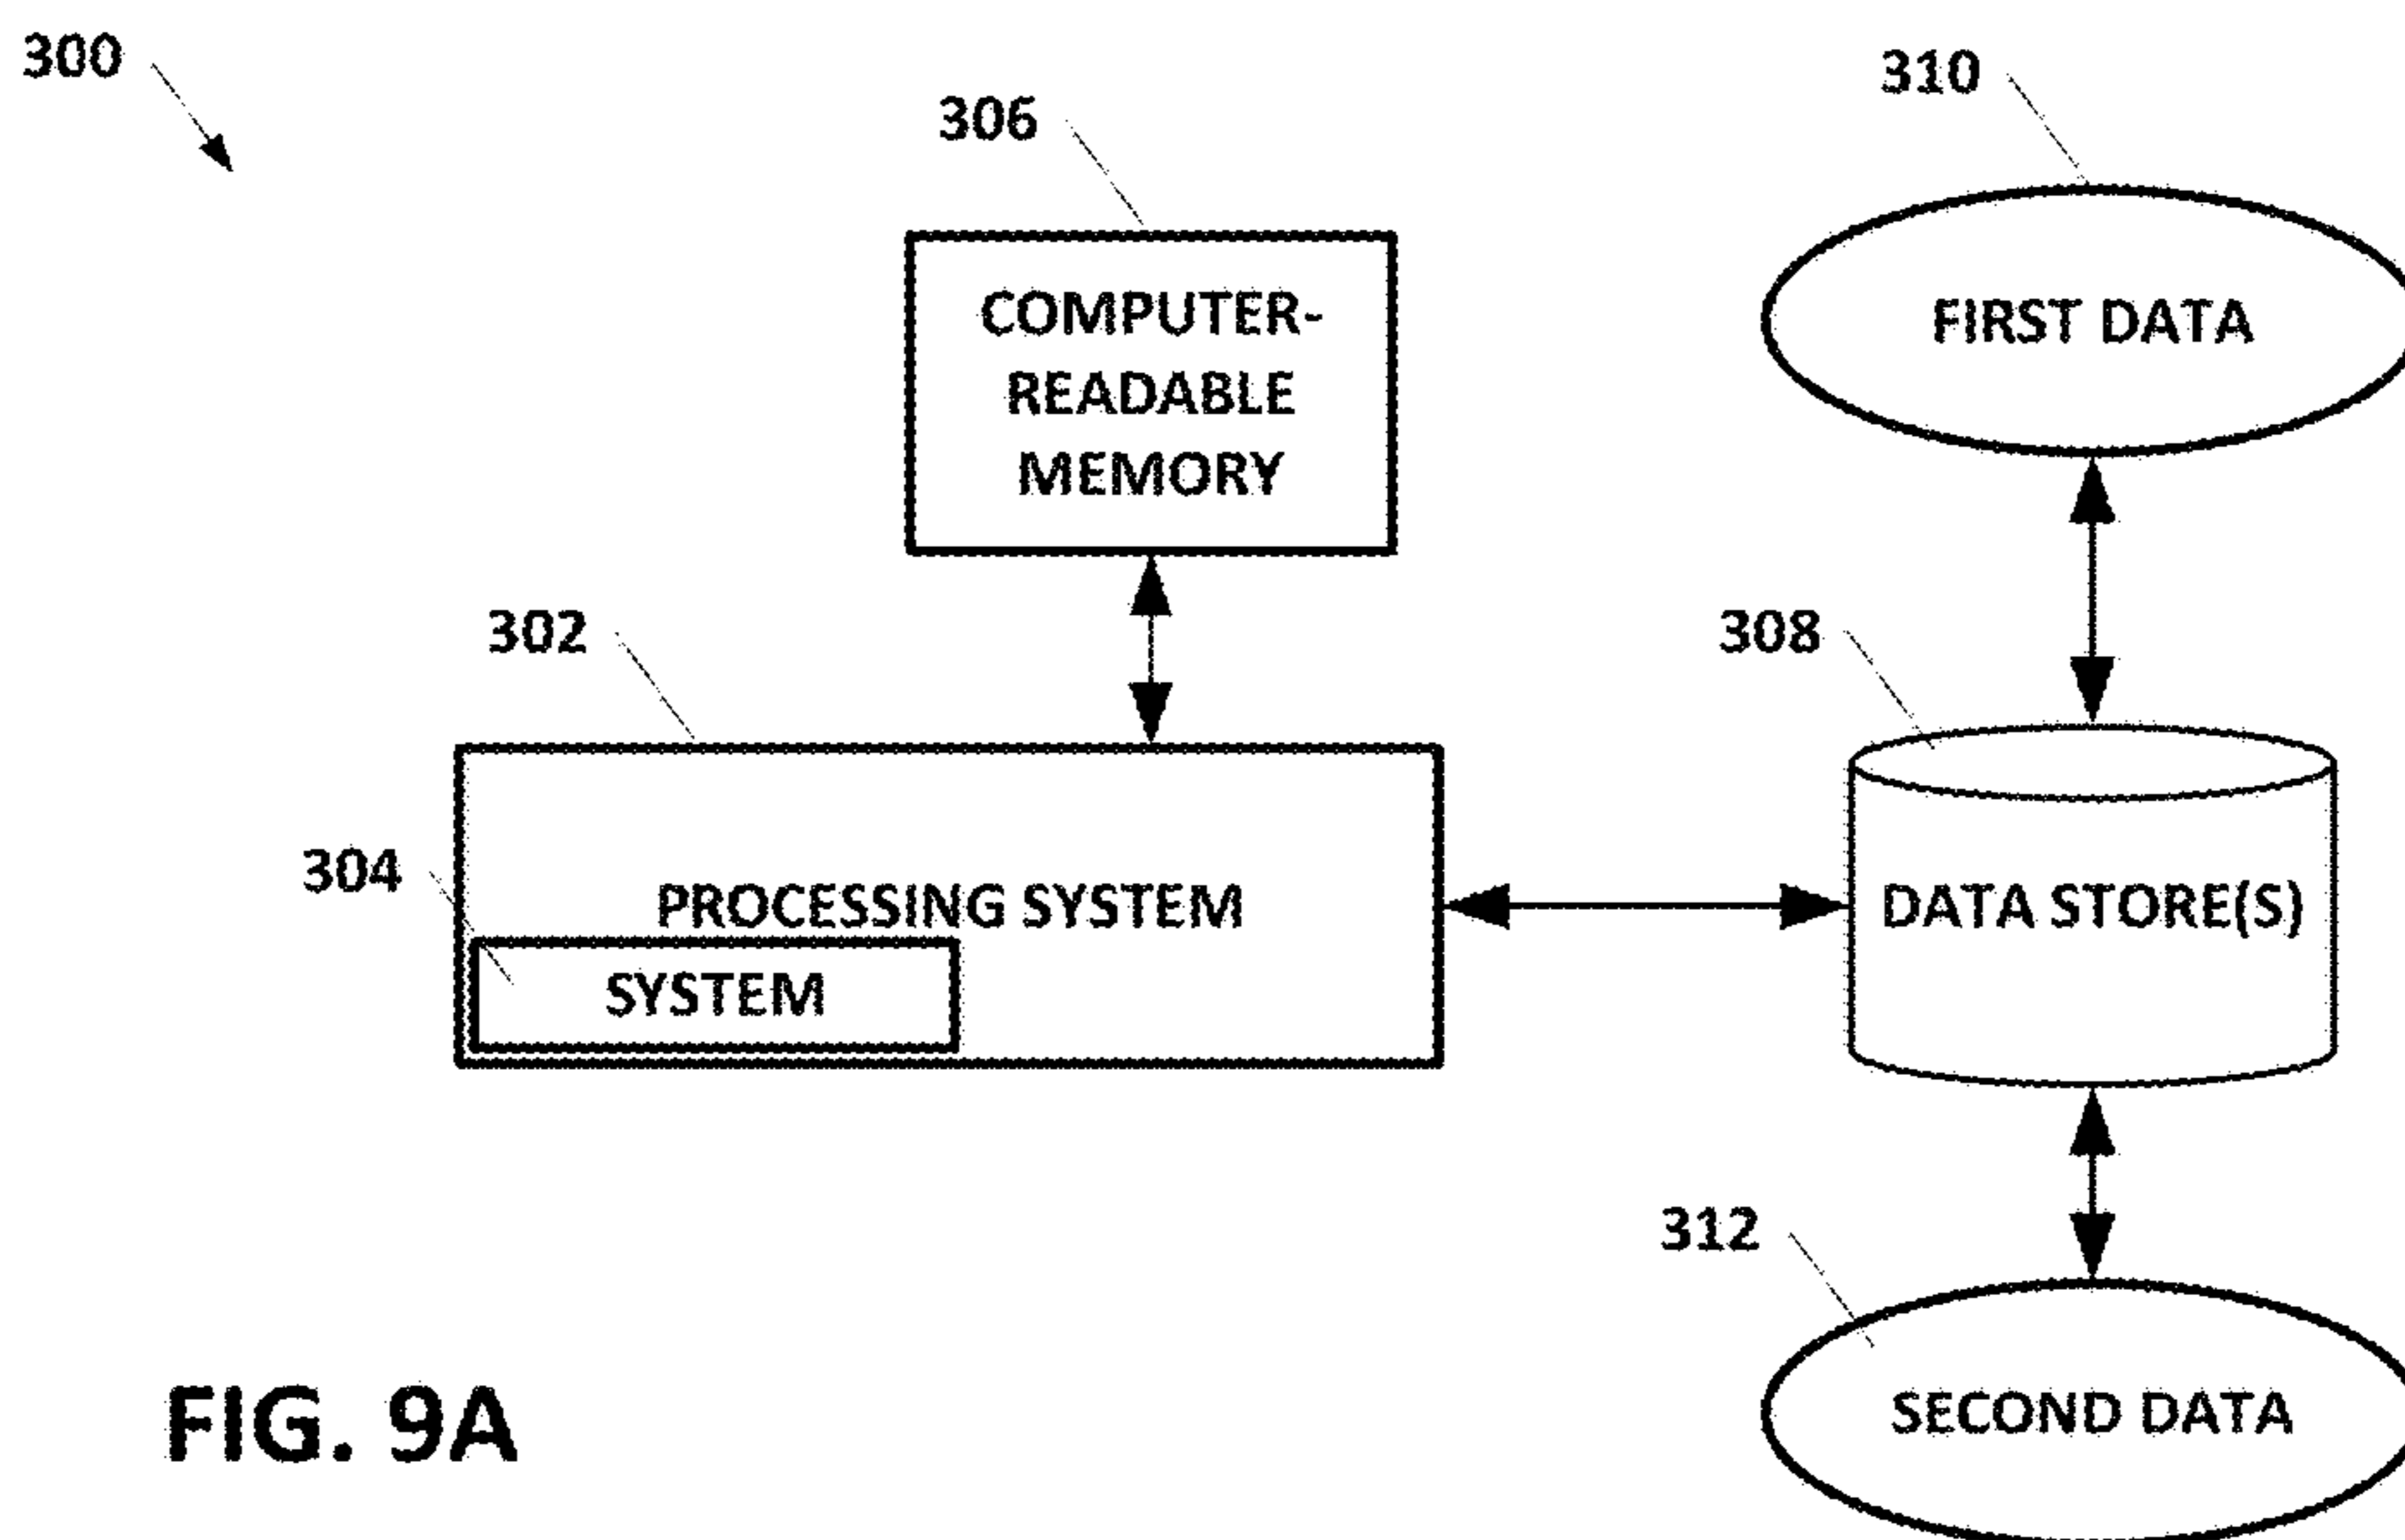 300
306
310
COMPUTER-
READABLE
MEMORY
FIRST DATA
302
308
304
PROCESSING SYSTEM
DATA STORE(S)
SYSTEM
312
FIG. 9A
SECOND DATA